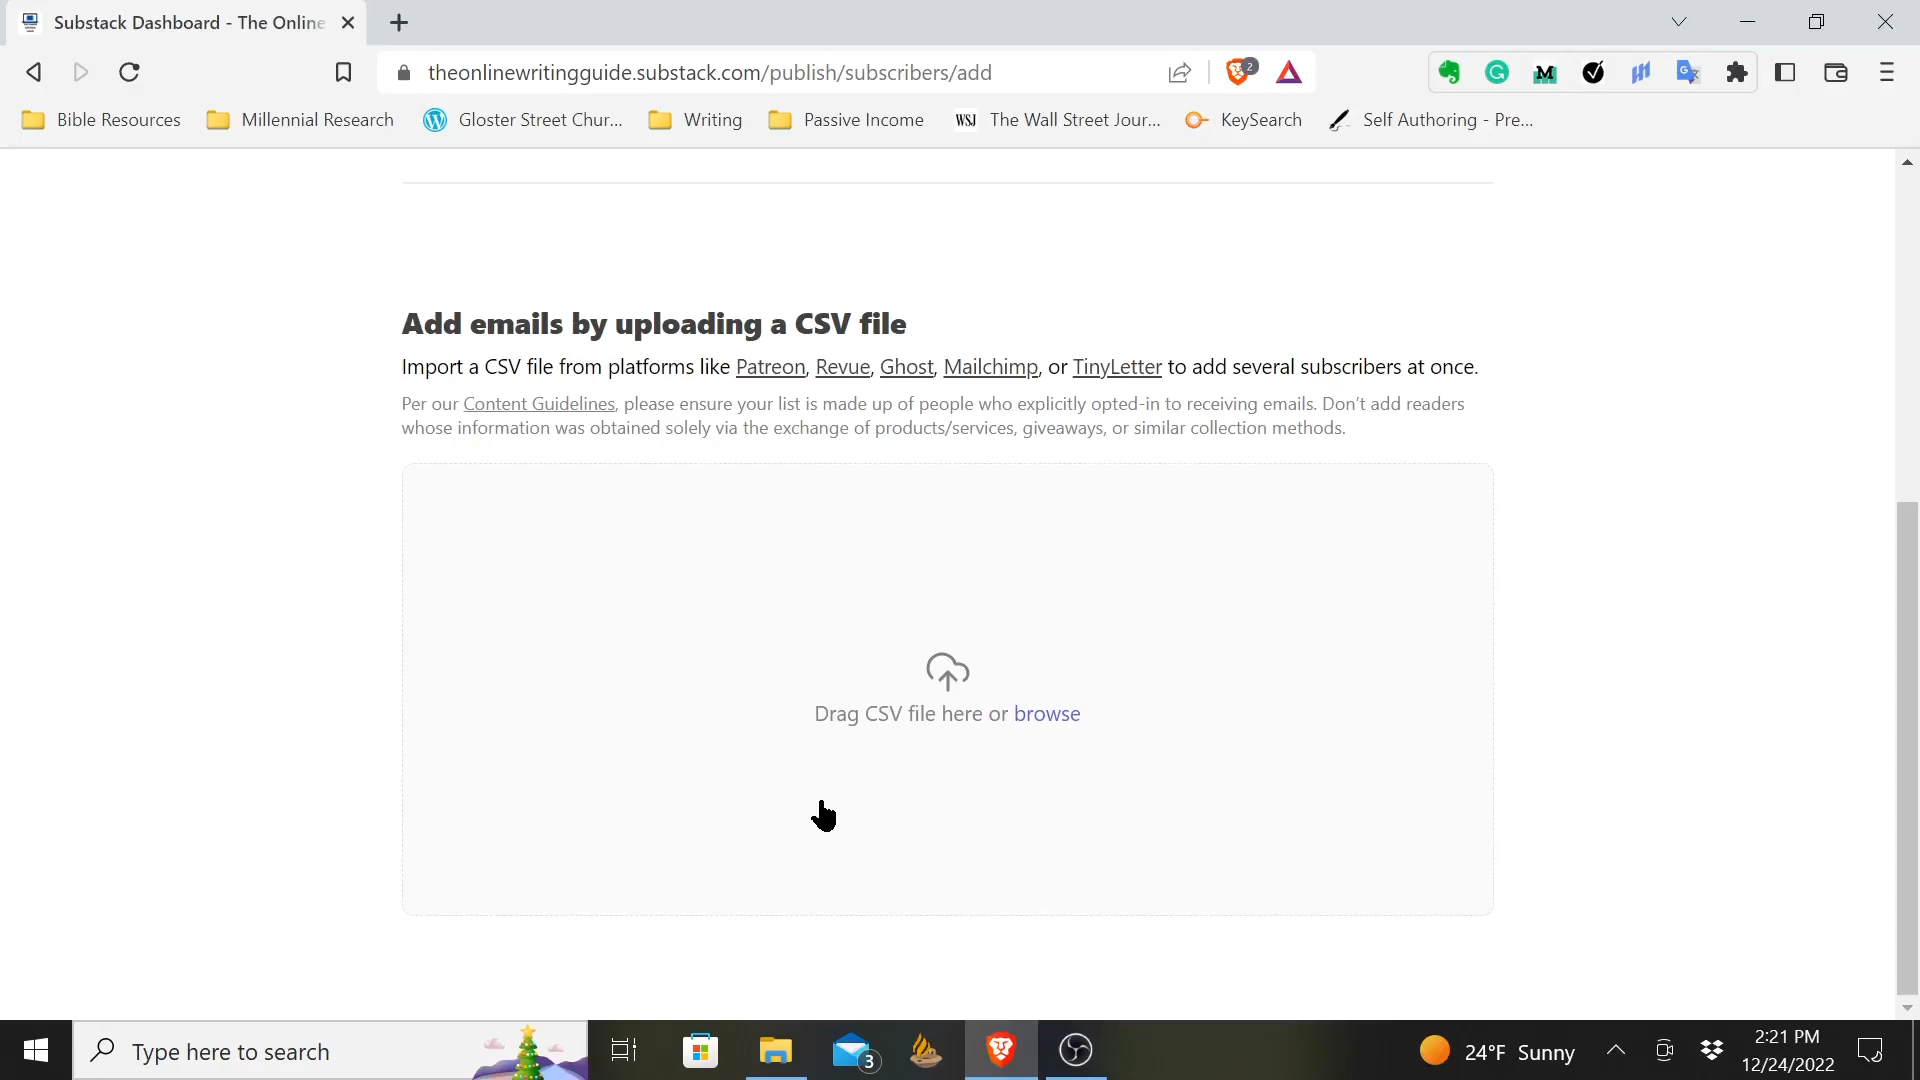 Substack Dashboard - The Online
theonlinewritingguide.substack.com/publish/subscribers/add
2
Bible Resources
Millennial Research
Gloster Street Chur...
Writing
Passive Income
WSJ The Wall Street Jour...
KeySearch
Self Authoring - Pre...
Add emails by uploading a CSV file
Import a CSV file from platforms like Patreon, Revue, Ghost, Mailchimp, or TinyLetter to add several subscribers at once.
Per our Content Guidelines, please ensure your list is made up of people who explicitly opted-in to receiving emails. Don’t add readers
whose information was obtained solely via the exchange of products/services, giveaways, or similar collection methods.
Drag CSV file here or browse
Type here to search
3
24°F Sunny
2:21 PM
12/24/2022